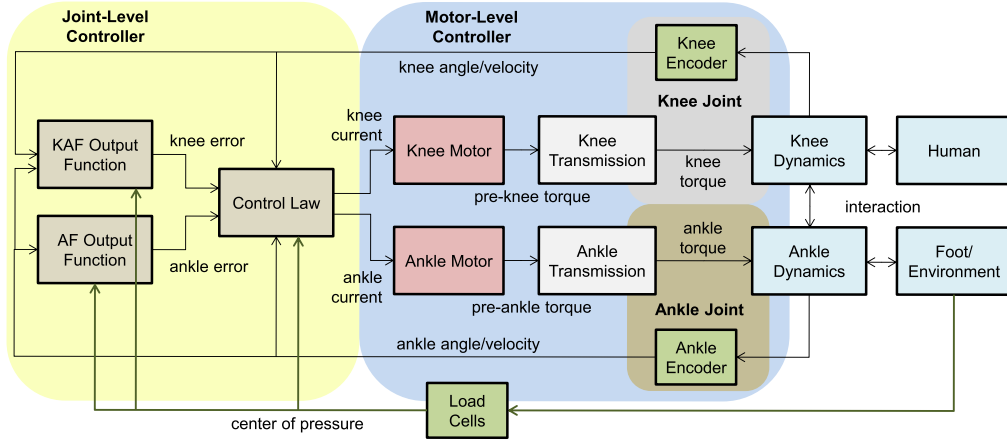 Joint-Level
Controller
Motor-Level
Controller
Knee
Encoder
knee angle/velocity
Knee Joint
KAF Output
Function
knee error
knee
current
Knee Motor
Knee
Transmission
knee
torque
Knee
Dynamics
Human
pre-knee torque
Control Law
interaction
AF Output
Function
ankle error
ankle
current
Ankle Motor
Ankle
Transmission
ankle
torque
Ankle
Dynamics
Foot/
Environment
pre-ankle torque
Ankle Joint
ankle angle/velocity
Ankle
Encoder
Load
Cells
center of pressure